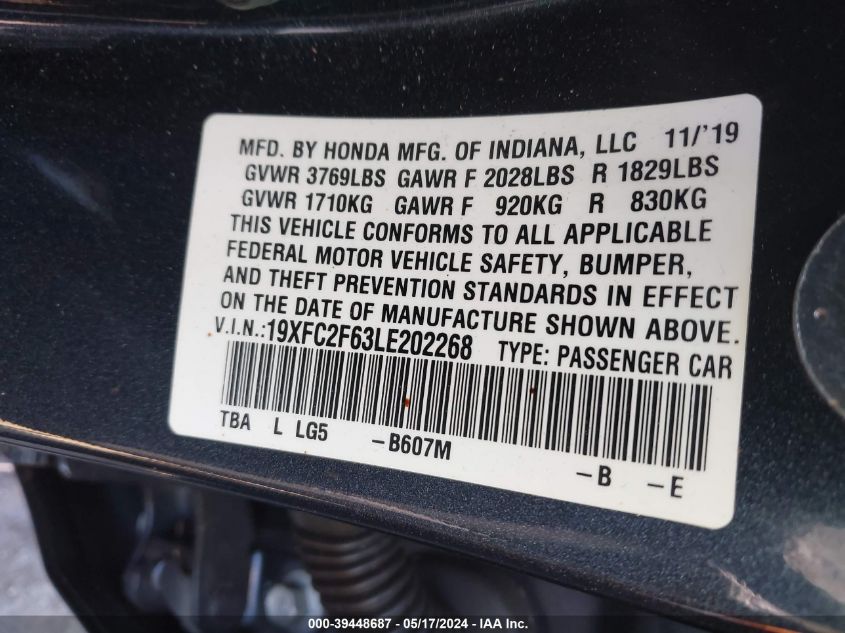 MFD. BY HONDA MFG. OF INDIANA, LLC 11/'19
GVWR 3769LBS GAWR F 2028LBS R 1829LBS
GVWR 1710KG GAWR F 920KG R 830KG
THIS VEHICLE CONFORMS TO ALL APPLICABLE
FEDERAL MOTOR VEHICLE SAFETY, BUMPER,
AND THEFT PREVENTION STANDARDS IN EFFECT
ON THE DATE OF MANUFACTURE SHOWN ABOVE.
V.I.N.:19XFC2F63LE202268 TYPE: PASSENGER CAR
TBA L LG5 -B607M -B -E
000-39448687 - 05/17/2024 - IAA Inc.